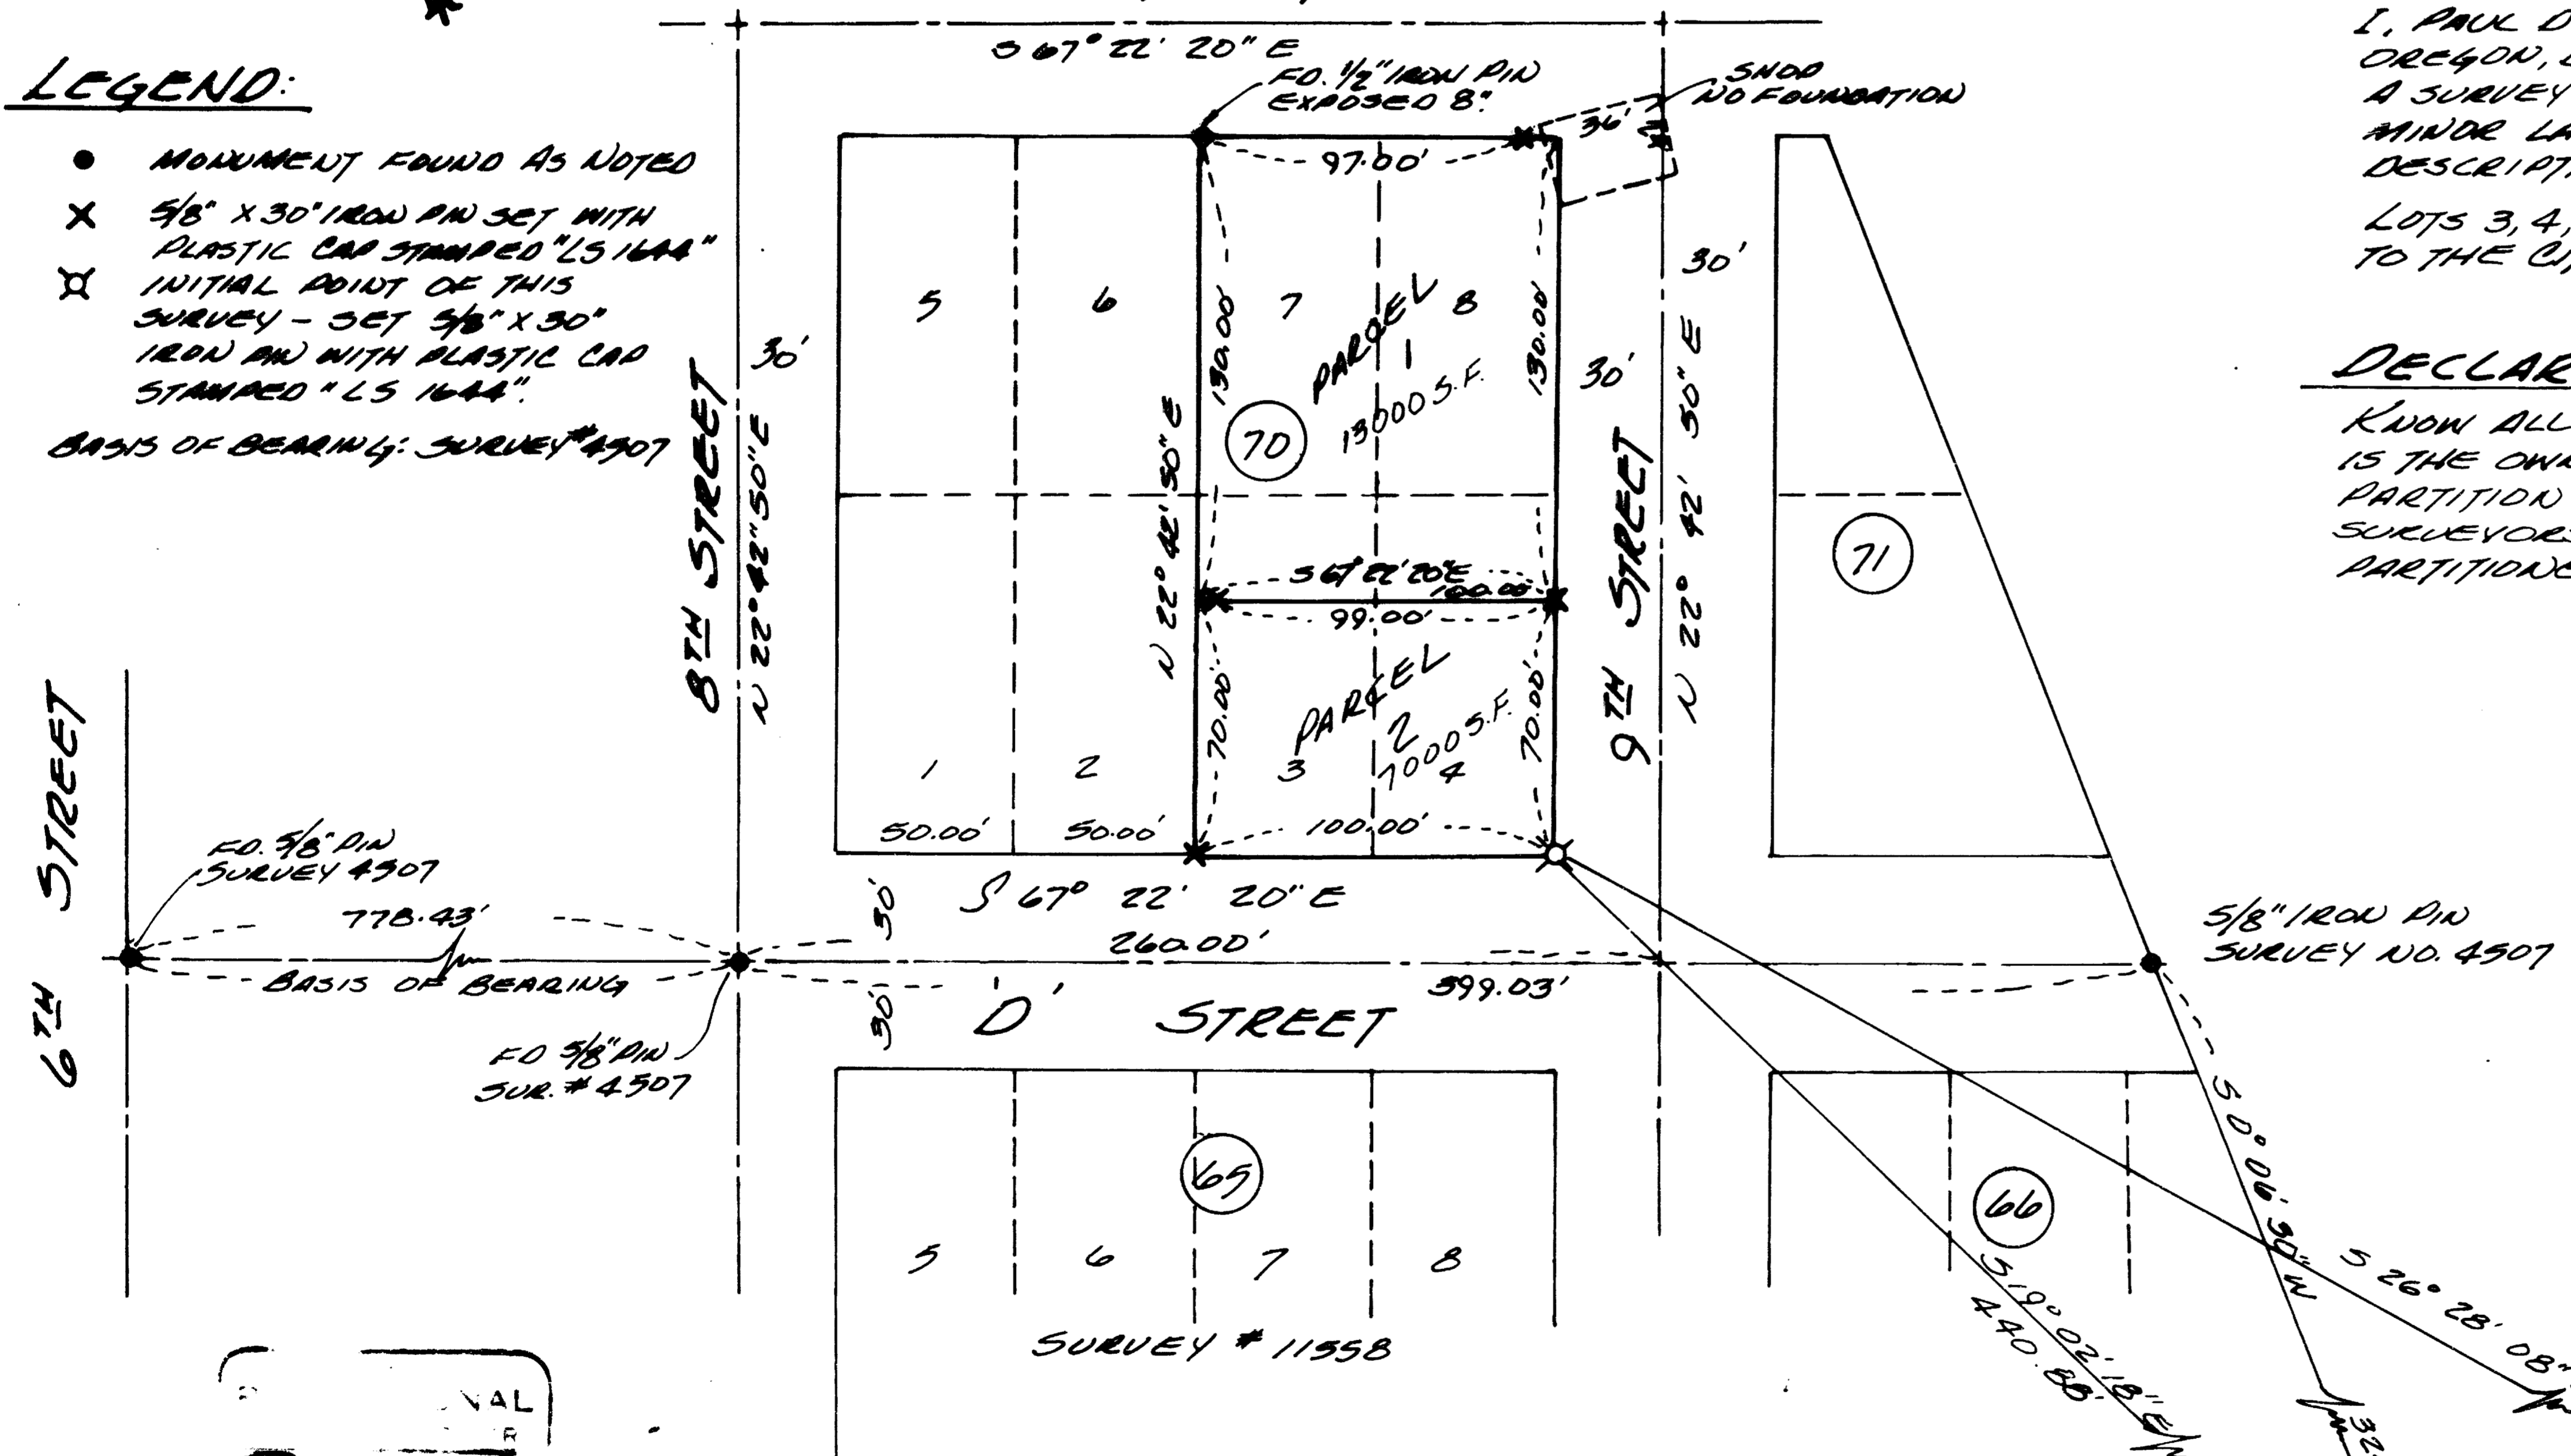 S 67° 22' 20" E
LEGEND:
● MONUMENT FOUND AS NOTED
X 5/8" X 30" IRON PIN SET WITH
PLASTIC CAP STAMPED "LS 1644"
INITIAL POINT OF THIS
SURVEY - SET 5/8" X 30"
IRON PIN WITH PLASTIC CAP
STAMPED "LS 1644".
BASIS OF BEARING: SURVEY #4507
FD. 1/2" IRON PIN
EXPOSED 8".
SHOP
NO FOUNDATION
36'
97.00'
130.00'
130.00'
5
6
7
8
PARCEL
1
13000 S.F.
70
30'
30'
30'
8TH STREET
N 22° 42" 50" E
N 22° 42' 50" E
9TH STREET
N 22° 42' 50" E
71
S 67° 22' 20" E
100.00'
99.00'
PARCEL
2
7000 S.F.
70.00'
70.00'
1
2
3
4
50.00'
50.00'
100.00'
6TH STREET
FD. 5/8" PIN
SURVEY 4507
778.43'
BASIS OF BEARING
FD 5/8" PIN
SUR. # 4507
S 67° 22' 20" E
30'
260.00'
399.03'
30'
'D' STREET
5/8" IRON PIN
SURVEY NO. 4507
65
5
6
7
8
SURVEY # 11558
66
S 0° 06' 30" W
S 26° 28' 08"
S 19° 02' 18" E
440.88'
32
I, PAUL D
OREGON,
A SURVEY
MINOR LA
DESCRIPT
LOTS 3, 4,
TO THE CI
DECLAR
KNOW ALL
IS THE OWN
PARTITION
SURVEYORS
PARTITIONE
NAL
R